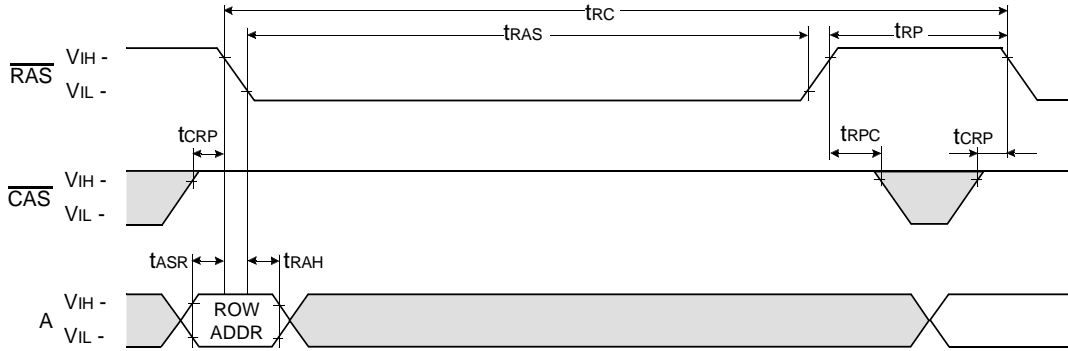 tRC
tRAS
tRP
RAS
VIH -
VIL -
tCRP
tRPC
tCRP
CAS
VIH -
VIL -
tASR
tRAH
A
VIH -
VIL -
ROW
ADDR